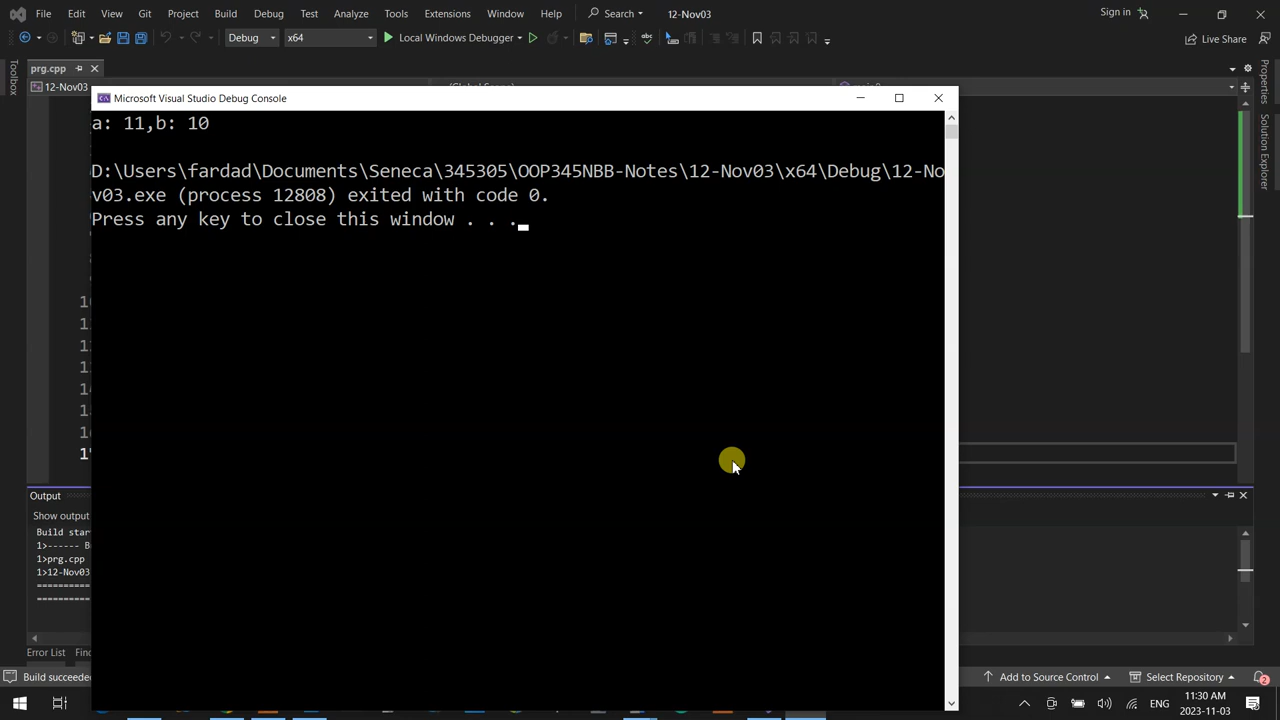 File Edit View Git Project Build Debug Test Analyze Tools Extensions Window Help Search 12-Nov03 Sign in
Debug x64 Local Windows Debugger Live Share
prg.cpp
12-Nov03
Toolbox
Properties
Solution Explorer
Microsoft Visual Studio Debug Console
a: 11,b: 10
D:\Users\fardad\Documents\Seneca\345305\OOP345NBB-Notes\12-Nov03\x64\Debug\12-No
v03.exe (process 12808) exited with code 0.
Press any key to close this window . . .
Output
Show output
Build star
1>------ B
1>prg.cpp
1>12-Nov03
Error List
Build succeede
Add to Source Control Select Repository 2
ENG 11:30 AM
2023-11-03